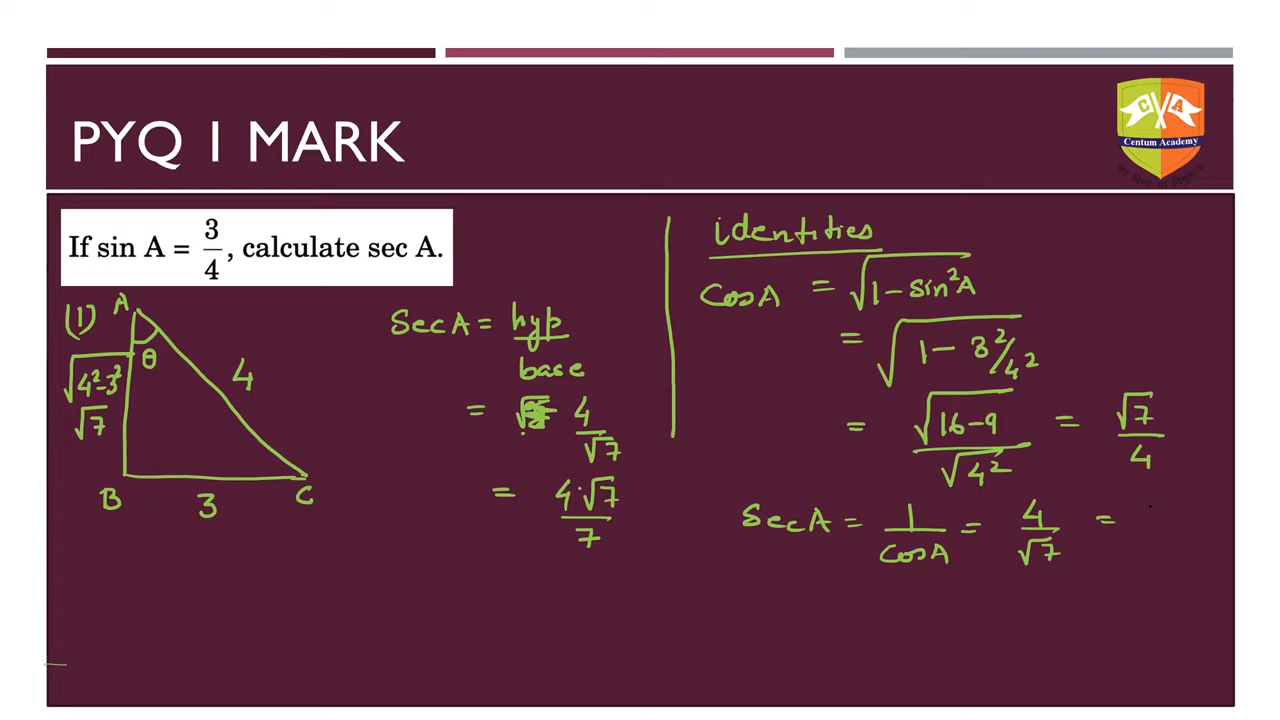 PYQ 1 MARK
C A
Centum Academy
If sin A = 3/4, calculate sec A.
(1)
A
θ
√4²-3²
√7
4
B
3
C
Sec A = hyp/base
= 4/√7
= 4·√7/7
identities
Cos A = √1 - sin²A
= √1 - 3²/4²
= √16-9/√4² = √7/4
Sec A = 1/Cos A = 4/√7 =